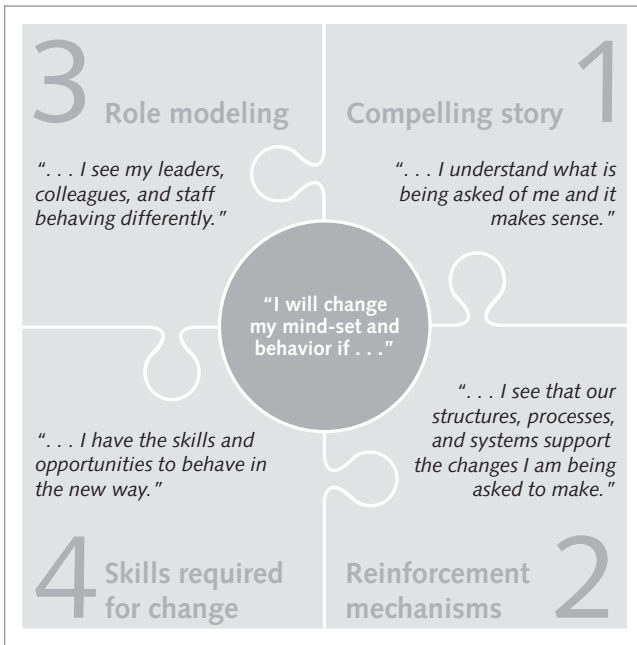 3 Role modeling
“. . . I see my leaders,
colleagues, and staff
behaving differently.”
1
Compelling story
“. . . I understand what is
being asked of me and it
makes sense.”
“I will change
my mind-set and
behavior if . . .”
“. . . I have the skills and
opportunities to behave in
the new way.”
4 Skills required
for change
“. . . I see that our
structures, processes,
and systems support
the changes I am being
asked to make.”
2
Reinforcement
mechanisms